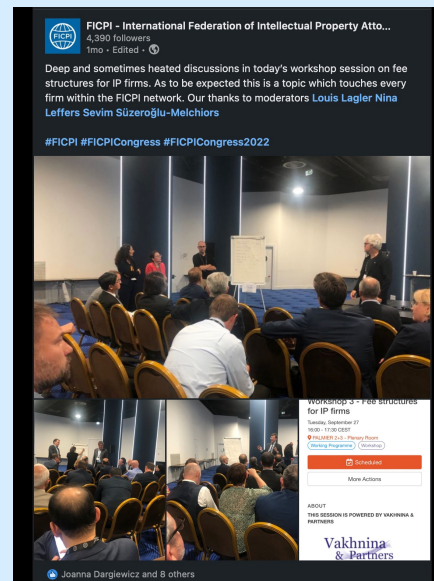 FICPI
FICPI - International Federation of Intellectual Property Atto...
4,390 followers
1mo • Edited •
Deep and sometimes heated discussions in today's workshop session on fee
structures for IP firms. As to be expected this is a topic which touches every
firm within the FICPI network. Our thanks to moderators Louis Lagler Nina
Leffers Sevim Süzeroğlu-Melchiors
#FICPI #FICPICongress #FICPICongress2022
Workshop 3 - Fee structures
for IP firms
Tuesday, September 27
16:00 - 17:30 CEST
PALMIER 2+3 - Plenary Room
Working Programme
Workshop
Scheduled
More Actions
ABOUT
THIS SESSION IS POWERED BY VAKHNINA &
PARTNERS
Vakhnina
& Partners
Joanna Dargiewicz and 8 others